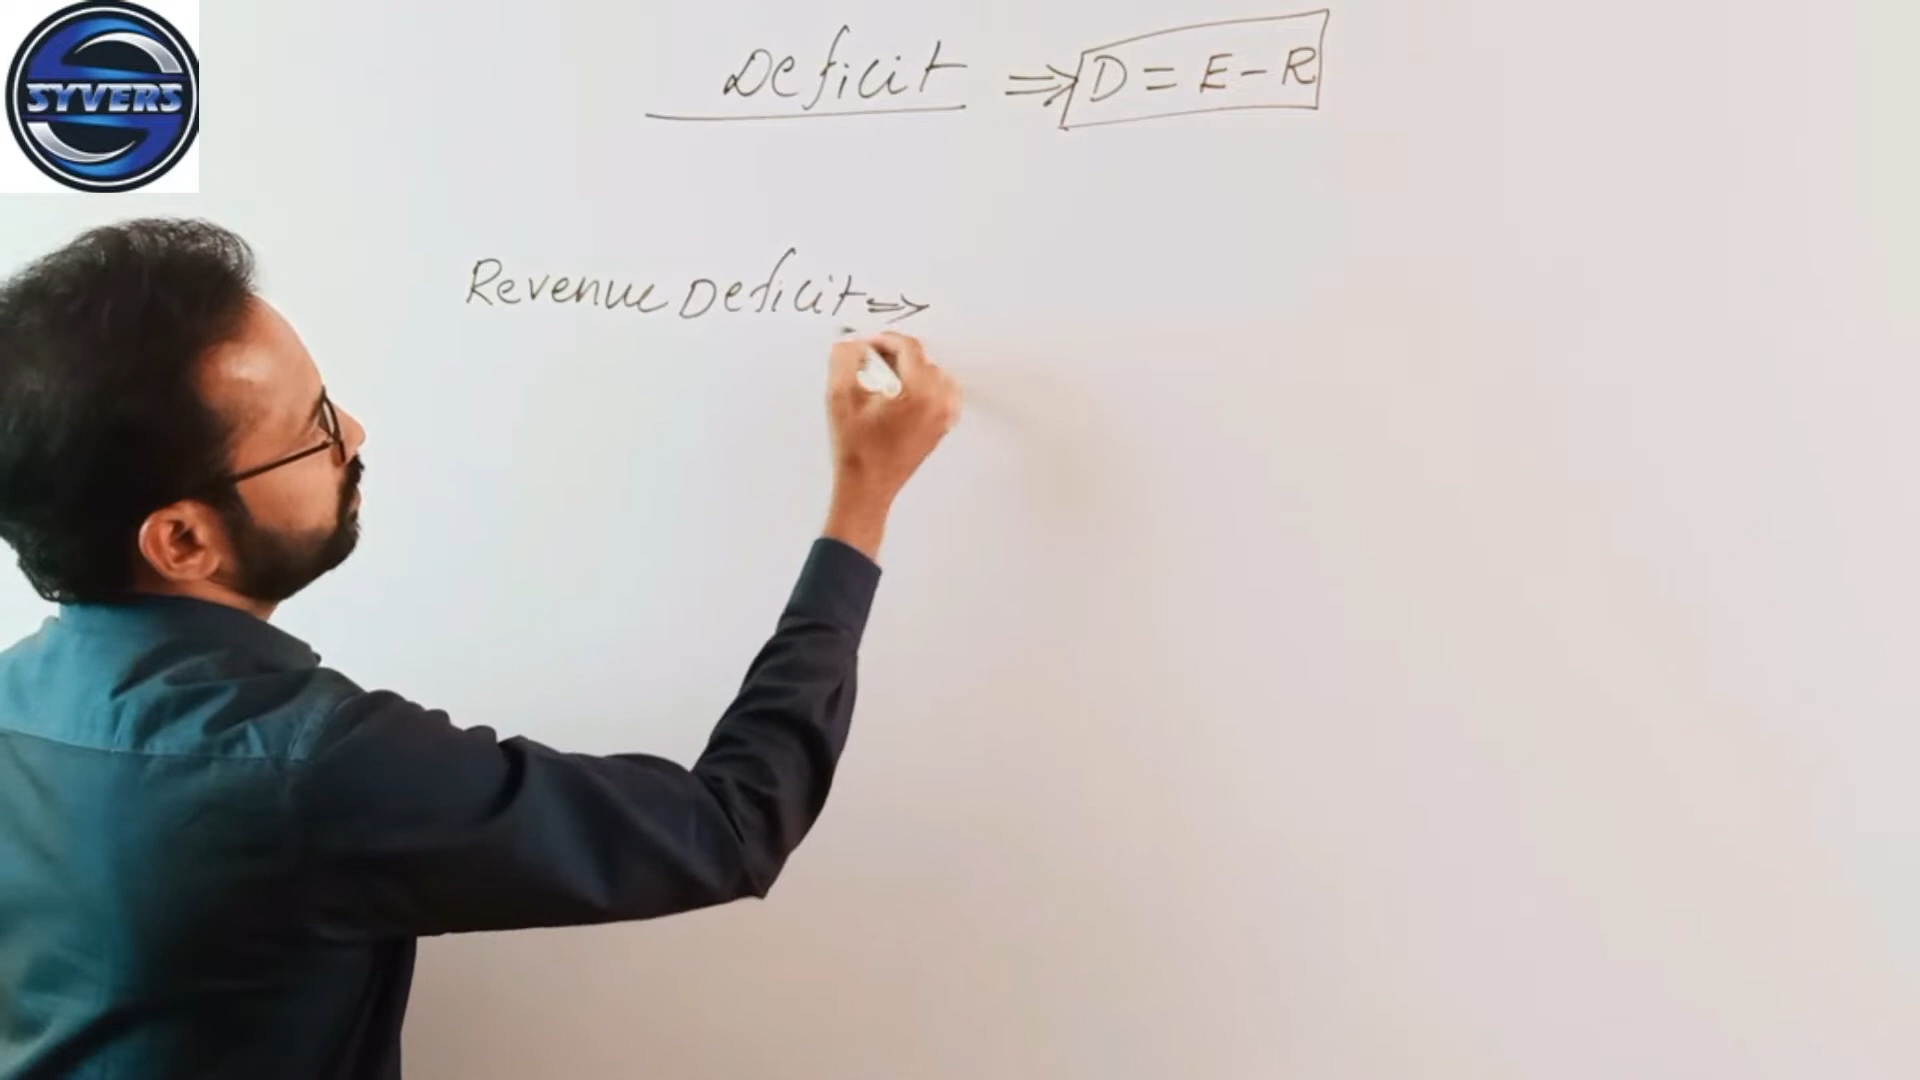 SYVERS
Deficit ⇒ D = E - R
Revenue Deficit ⇒